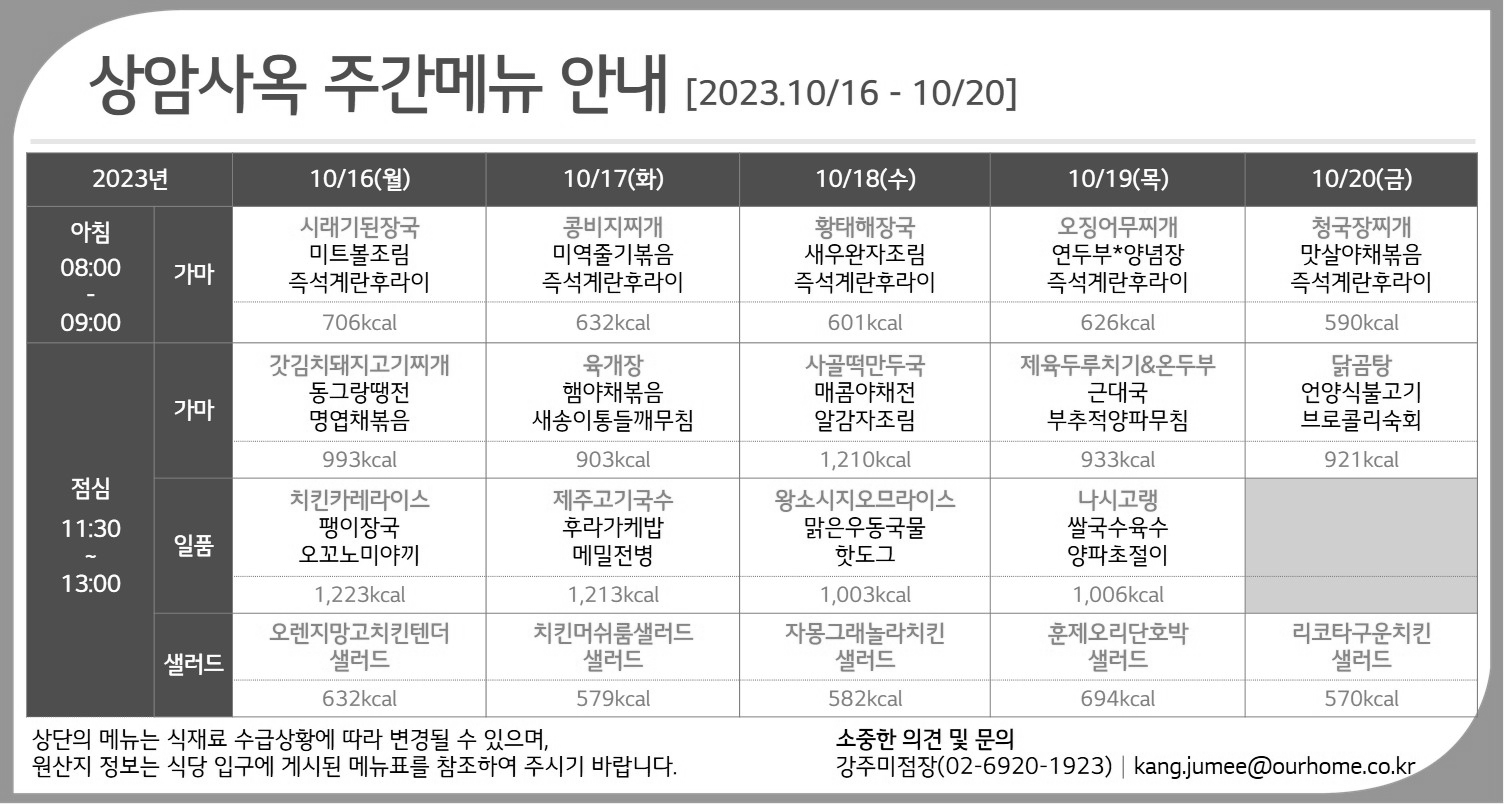 상암사옥 주간메뉴 안내 [2023.10/16 - 10/20]
2023년 10/16(월) 10/17(화) 10/18(수) 10/19(목) 10/20(금)
아침
08:00
-
09:00
가마
시래기된장국 콩비지찌개 황태해장국 오징어무찌개 청국장찌개
미트볼조림 미역줄기볶음 새우완자조림 연두부*양념장 맛살야채볶음
즉석계란후라이 즉석계란후라이 즉석계란후라이 즉석계란후라이 즉석계란후라이
706kcal 632kcal 601kcal 626kcal 590kcal
점심
11:30
~
13:00
가마
갓김치돼지고기찌개 육개장 사골떡만두국 제육두루치기&온두부 닭곰탕
동그랑땡전 햄야채볶음 매콤야채전 근대국 언양식불고기
명엽채볶음 새송이통들깨무침 알감자조림 부추적양파무침 브로콜리숙회
993kcal 903kcal 1,210kcal 933kcal 921kcal
일품
치킨카레라이스 제주고기국수 왕소시지오므라이스 나시고랭
팽이장국 후라가케밥 맑은우동국물 쌀국수육수
오꼬노미야끼 메밀전병 핫도그 양파초절이
1,223kcal 1,213kcal 1,003kcal 1,006kcal
샐러드
오렌지망고치킨텐더 치킨머쉬룸샐러드 자몽그래놀라치킨 훈제오리단호박 리코타구운치킨
샐러드 샐러드 샐러드 샐러드 샐러드
632kcal 579kcal 582kcal 694kcal 570kcal
상단의 메뉴는 식재료 수급상황에 따라 변경될 수 있으며,
원산지 정보는 식당 입구에 게시된 메뉴표를 참조하여 주시기 바랍니다.
소중한 의견 및 문의
강주미점장(02-6920-1923) | kang.jumee@ourhome.co.kr